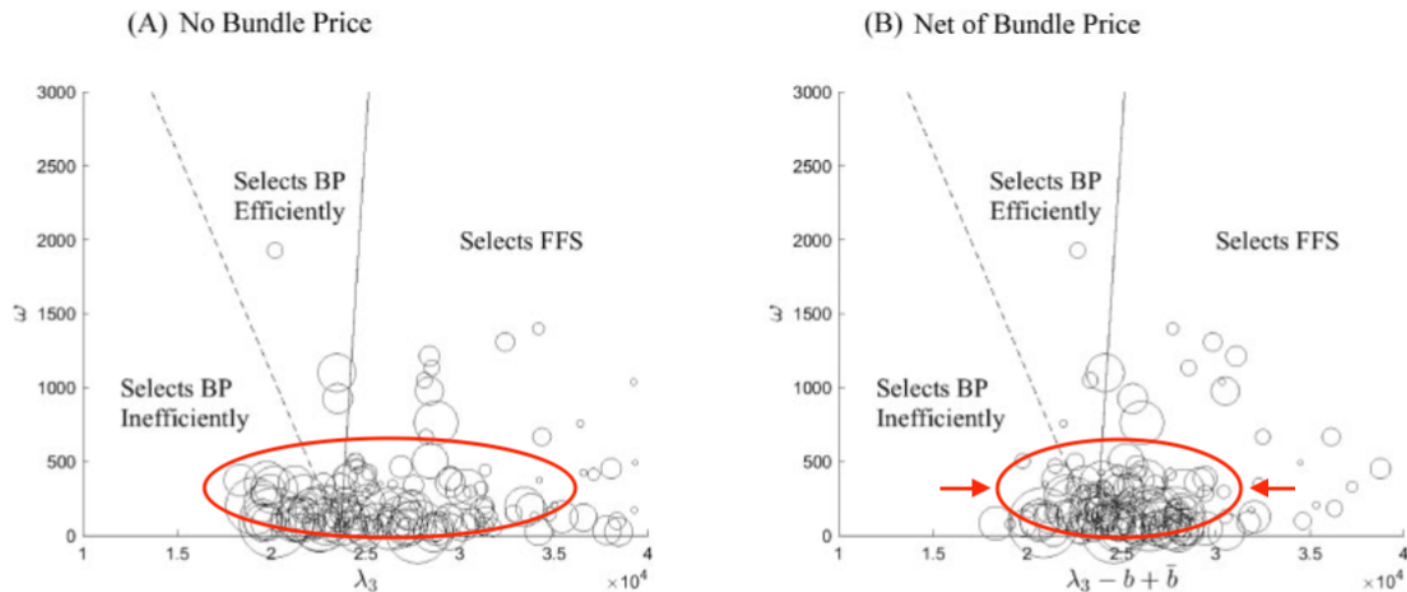 (A) No Bundle Price
3000
2500
2000
1500
1000
500
0
ω
Selects BP
Efficiently
Selects FFS
Selects BP
Inefficiently
1
1.5
2
2.5
3
3.5
4
λ₃
×10⁴
(B) Net of Bundle Price
3000
2500
2000
1500
1000
500
0
ω
Selects BP
Efficiently
Selects FFS
Selects BP
Inefficiently
1
1.5
2
2.5
3
3.5
4
λ₃ − b + b̄
×10⁴